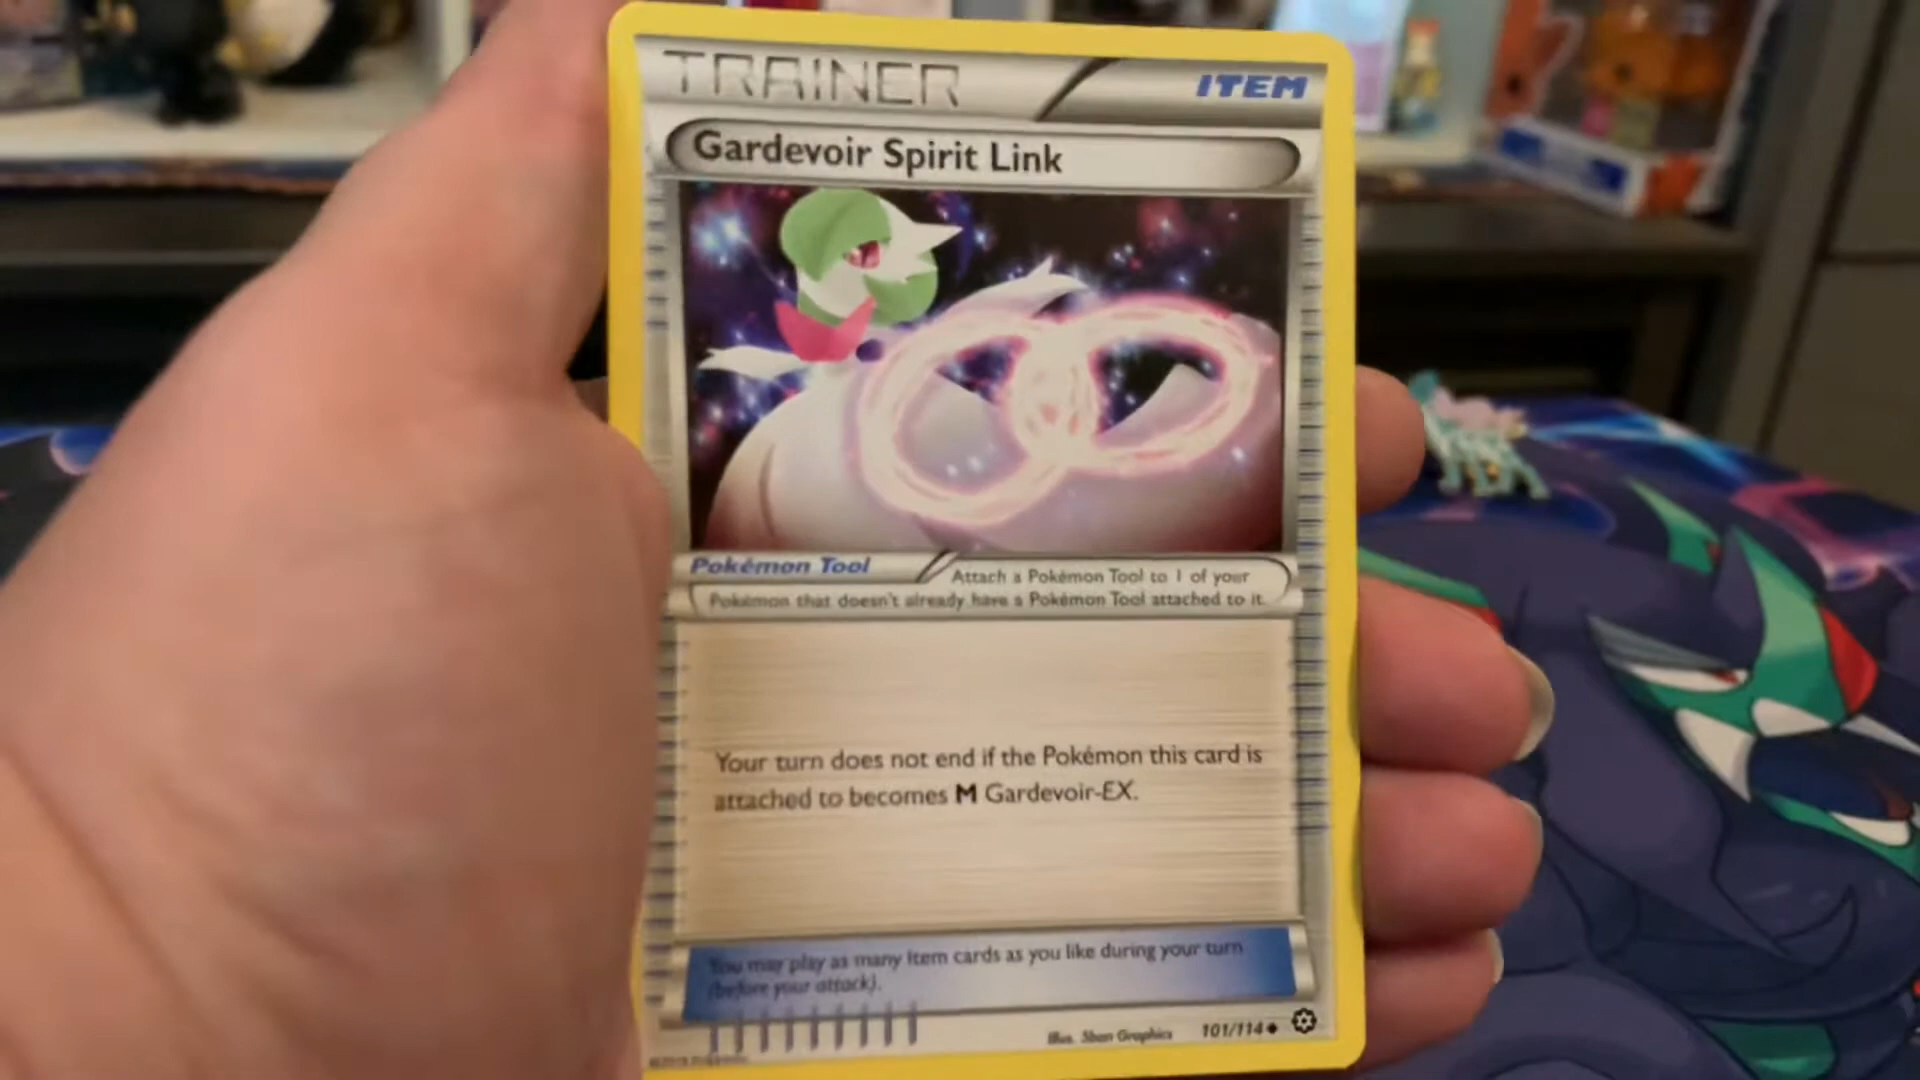 TRAINER
ITEM
Gardevoir Spirit Link
Pokémon Tool
Attach a Pokémon Tool to 1 of your
Pokémon that doesn't already have a Pokémon Tool attached to it.
Your turn does not end if the Pokémon this card is
attached to becomes M Gardevoir-EX.
You may play as many Item cards as you like during your turn
(before your attack).
Illus. 5ban Graphics
101/114